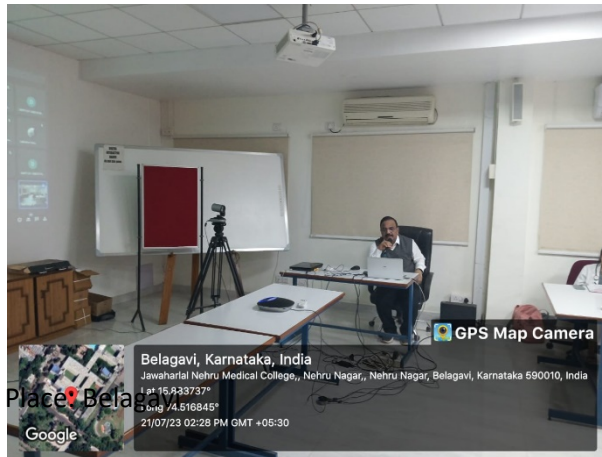 GPS Map Camera
Belagavi, Karnataka, India
Jawaharlal Nehru Medical College,, Nehru Nagar,, Nehru Nagar, Belagavi, Karnataka 590010, India
Lat 15.833737°
Place: Belagavi
Long 74.516845°
21/07/23 02:28 PM GMT +05:30
Google